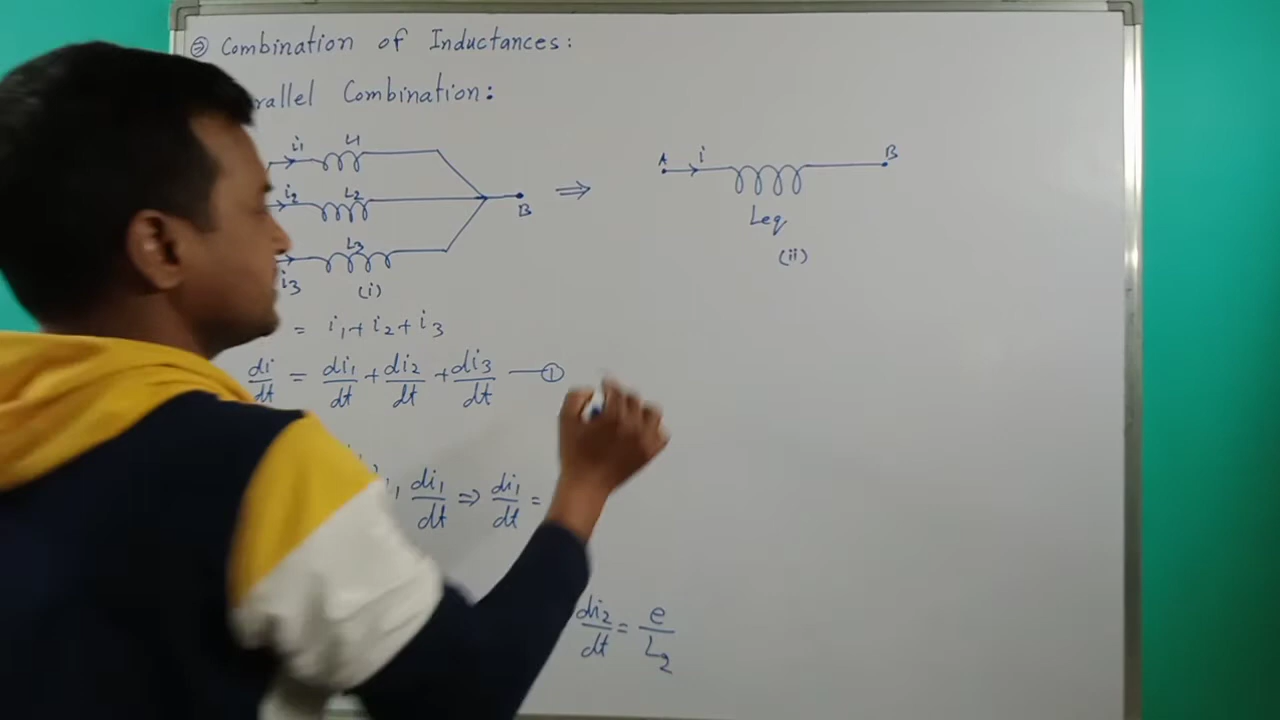 ⇒ Combination of Inductances:
rallel Combination:
i1 L1
i2 L2
B
i3 L3
(i)
⇒
A i B
Leq
(ii)
= i1 + i2 + i3
di/dt = di1/dt + di2/dt + di3/dt —①
di1/dt ⇒ di1/dt =
di2/dt = e/L2